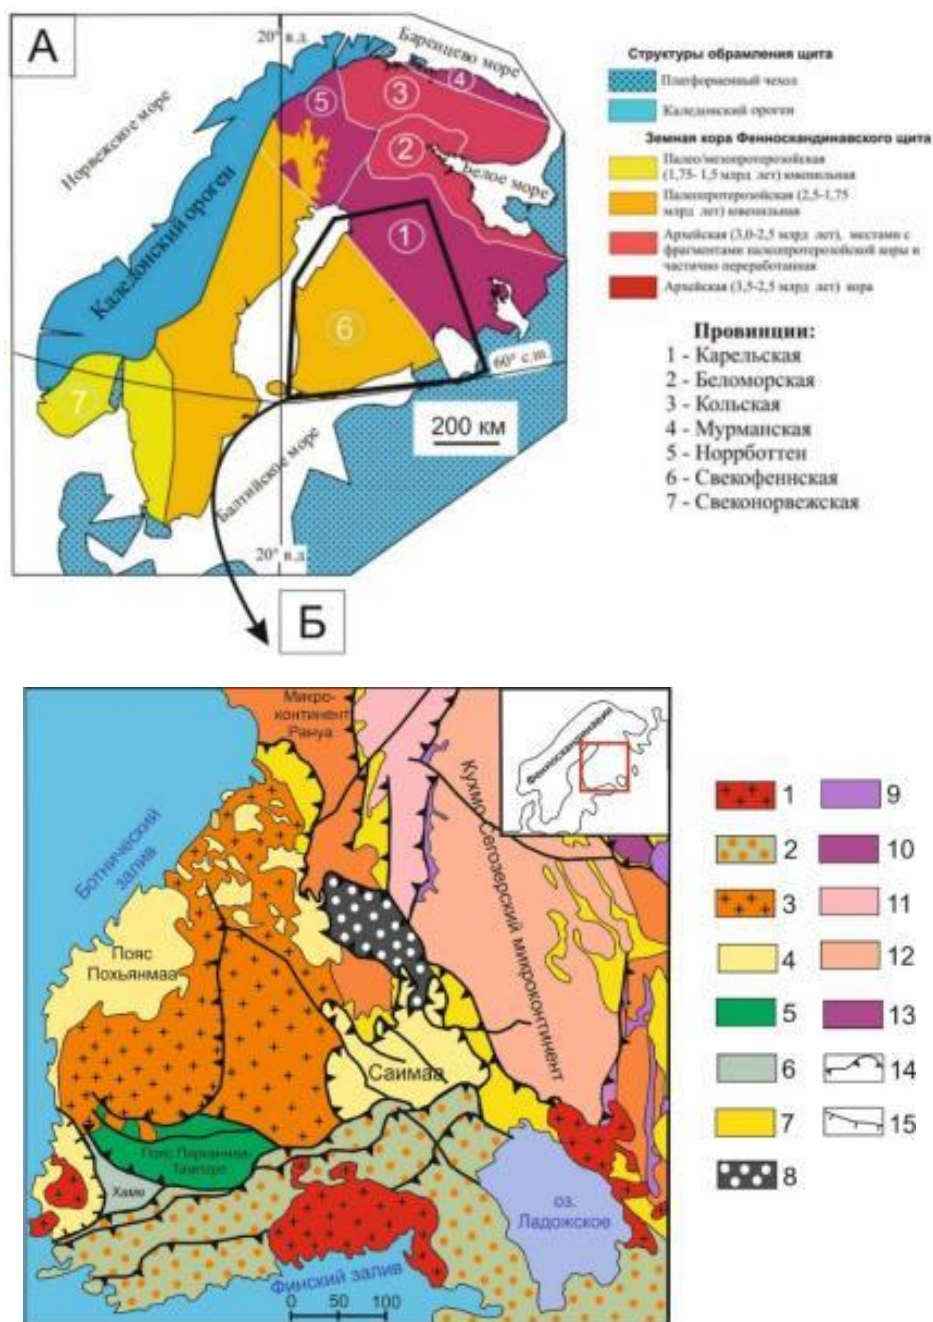 А
20° в.д.
Баренцево море
Норвежское море
Белое море
Каледонский ороген
5
3
4
2
1
6
7
60° с.ш.
200 км
Балтийское море
20° в.д.
Структуры обрамления щита
Платформенный чехол
Каледонский ороген
Земная кора Фенноскандинавского щита
Палео/мезопротерозойская
(1,75- 1,5 млрд лет) ювенильная
Палеопротерозойская (2,5-1,75
млрд лет) ювенильная
Архейская (3,0-2,5 млрд лет), местами с
фрагментами палеопротерозойской коры и
частично переработанная
Архейская (3,5-2,5 млрд лет) кора
Провинции:
1 - Карельская
2 - Беломорская
3 - Кольская
4 - Мурманская
5 - Норрботтен
6 - Свекофеннская
7 - Свеконорвежская
Б
Микро-
континент
Рануа
Фенноскандинавия
Кухмо-Сегозерский микроконтинент
Ботнический
залив
Пояс
Похьянмаа
Саимаа
Пояс Пирканмаа-
Тампере
Хаме
оз.
Ладожское
Финский залив
0 50 100
1
2
3
4
5
6
7
8
9
10
11
12
13
14
15